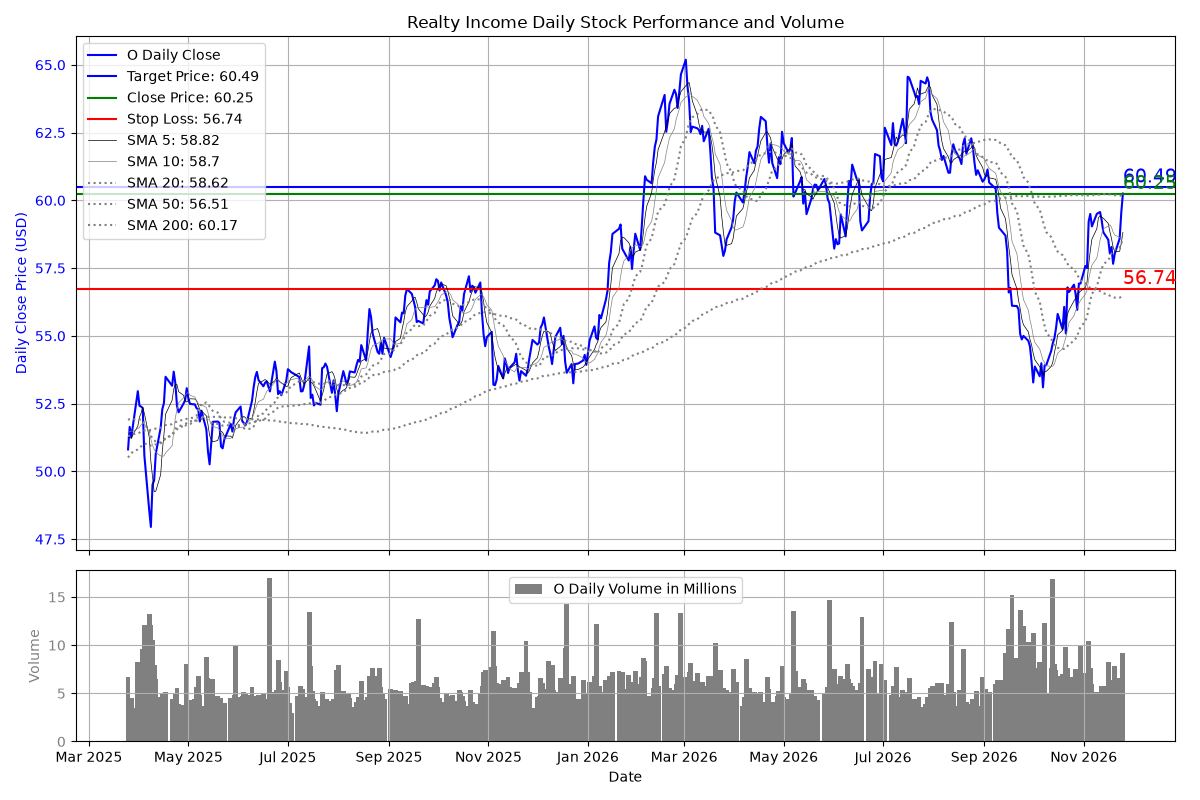 Realty Income Daily Stock Performance and Volume
O Daily Close
Target Price: 60.49
Close Price: 60.25
Stop Loss: 56.74
SMA 5: 58.82
SMA 10: 58.7
SMA 20: 58.62
SMA 50: 56.51
SMA 200: 60.17
65.0
62.5
60.0
57.5
55.0
52.5
50.0
47.5
Daily Close Price (USD)
60.49
60.25
56.74
O Daily Volume in Millions
15
10
5
0
Volume
Mar 2025 May 2025 Jul 2025 Sep 2025 Nov 2025 Jan 2026 Mar 2026 May 2026 Jul 2026 Sep 2026 Nov 2026
Date